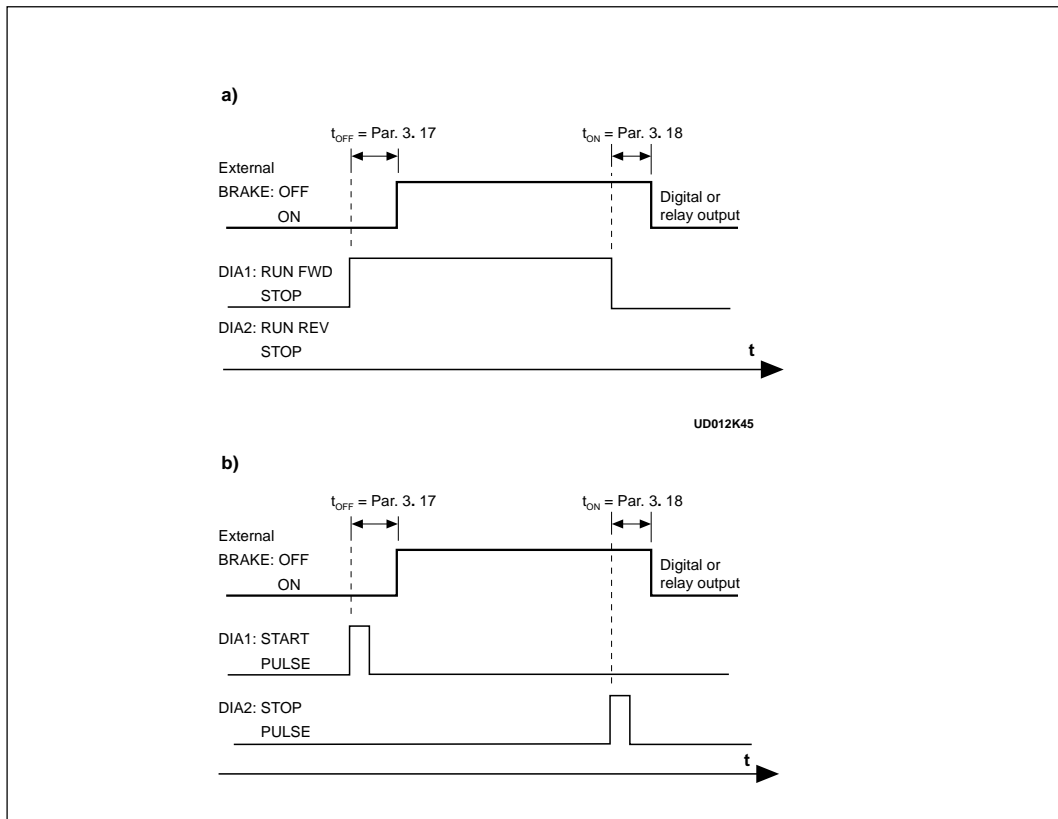 a)
tOFF = Par. 3. 17
tON = Par. 3. 18
External
BRAKE: OFF
ON
Digital or
relay output
DIA1: RUN FWD
STOP
DIA2: RUN REV
STOP
t
UD012K45
b)
tOFF = Par. 3. 17
tON = Par. 3. 18
External
BRAKE: OFF
ON
Digital or
relay output
DIA1: START
PULSE
DIA2: STOP
PULSE
t